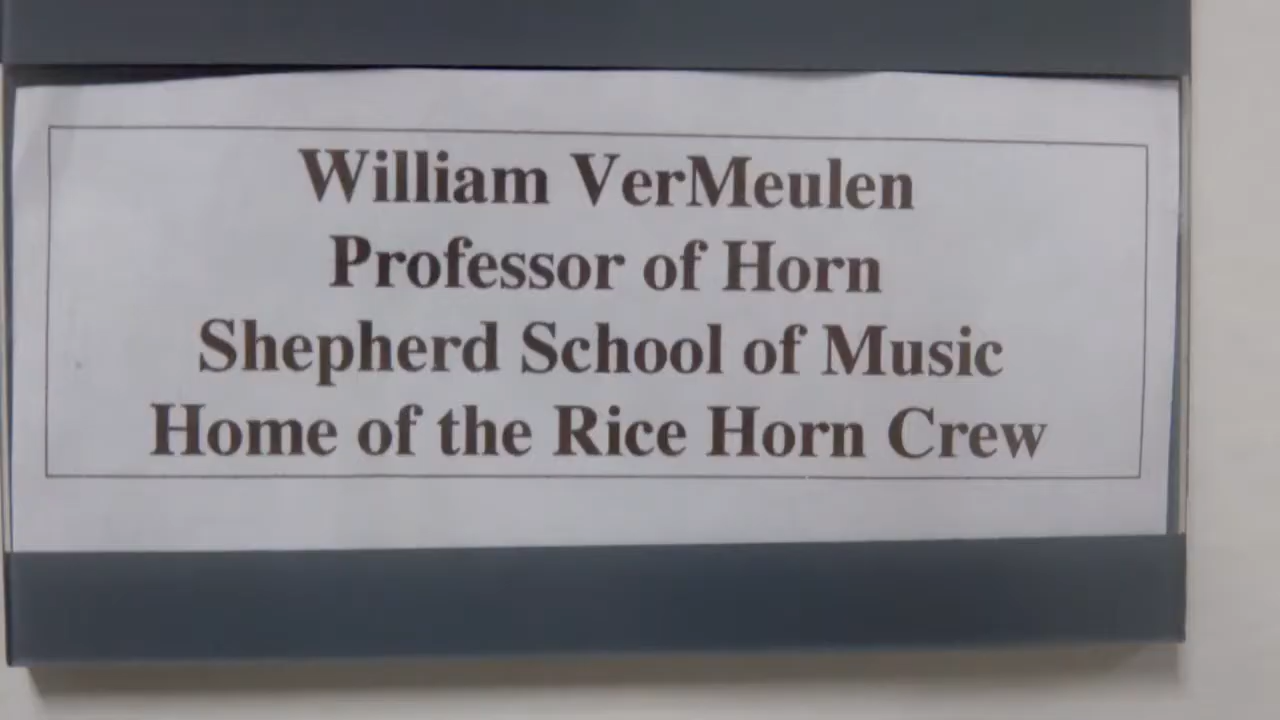 William VerMeulen
Professor of Horn
Shepherd School of Music
Home of the Rice Horn Crew